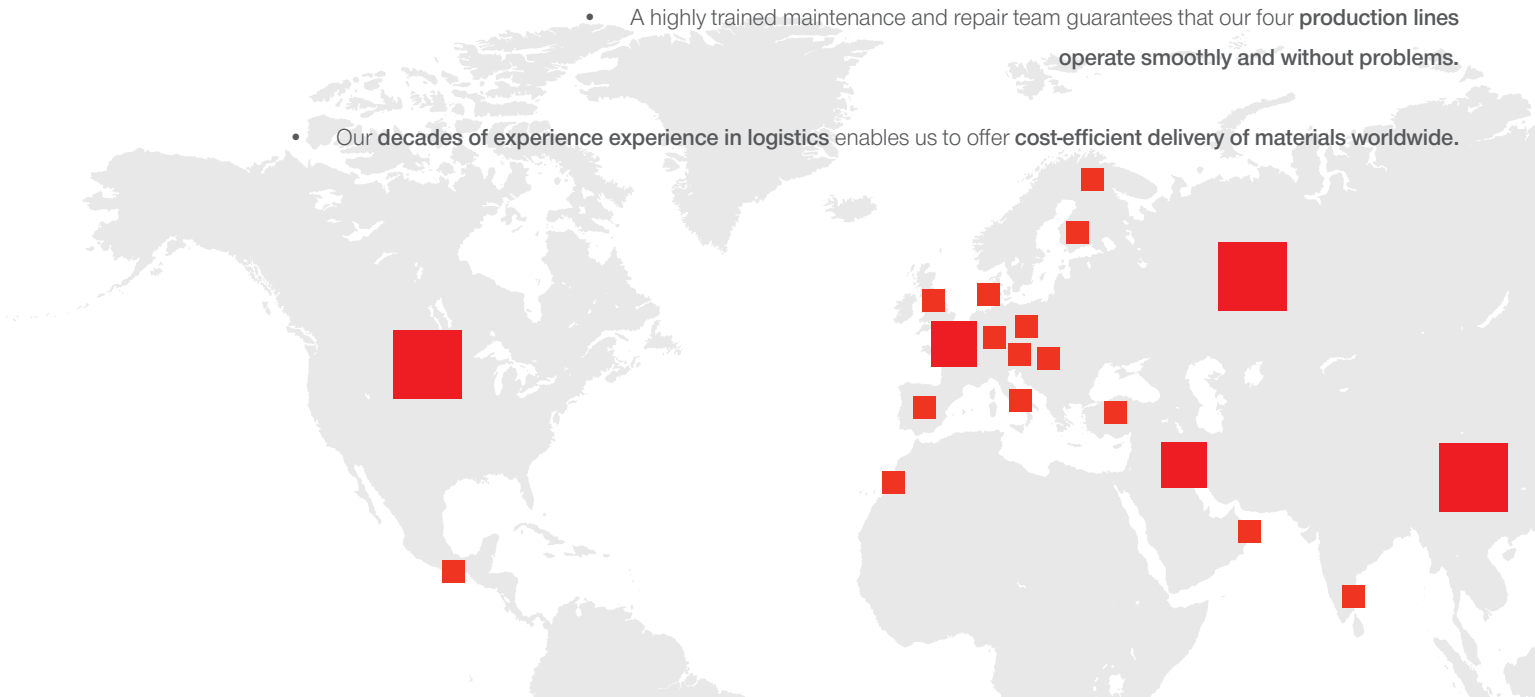 • A highly trained maintenance and repair team guarantees that our four production lines
operate smoothly and without problems.
• Our decades of experience experience in logistics enables us to offer cost-efficient delivery of materials worldwide.